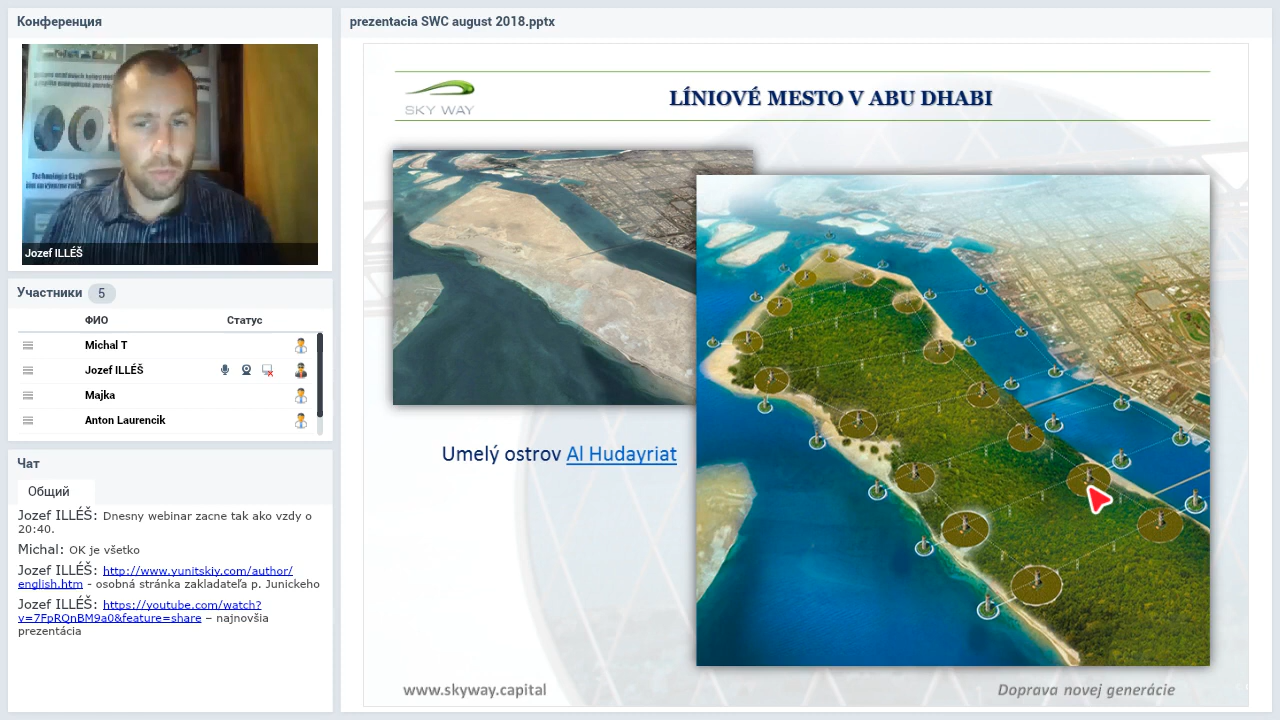 Конференция
Jozef ILLÉŠ
Участники 5
ФИО Статус
Michal T
Jozef ILLÉŠ
Majka
Anton Laurencik
Чат
Общий
Jozef ILLÉŠ: Dnesny webinar zacne tak ako vzdy o
20:40.
Michal: OK je všetko
Jozef ILLÉŠ: http://www.yunitskiy.com/author/
english.htm - osobná stránka zakladateľa p. Junickeho
Jozef ILLÉŠ: https://youtube.com/watch?
v=7FpRQnBM9a0&feature=share – najnovšia
prezentácia
prezentacia SWC august 2018.pptx
SKY WAY
LÍNIOVÉ MESTO V ABU DHABI
Umelý ostrov Al Hudayriat
www.skyway.capital
Doprava novej generácie